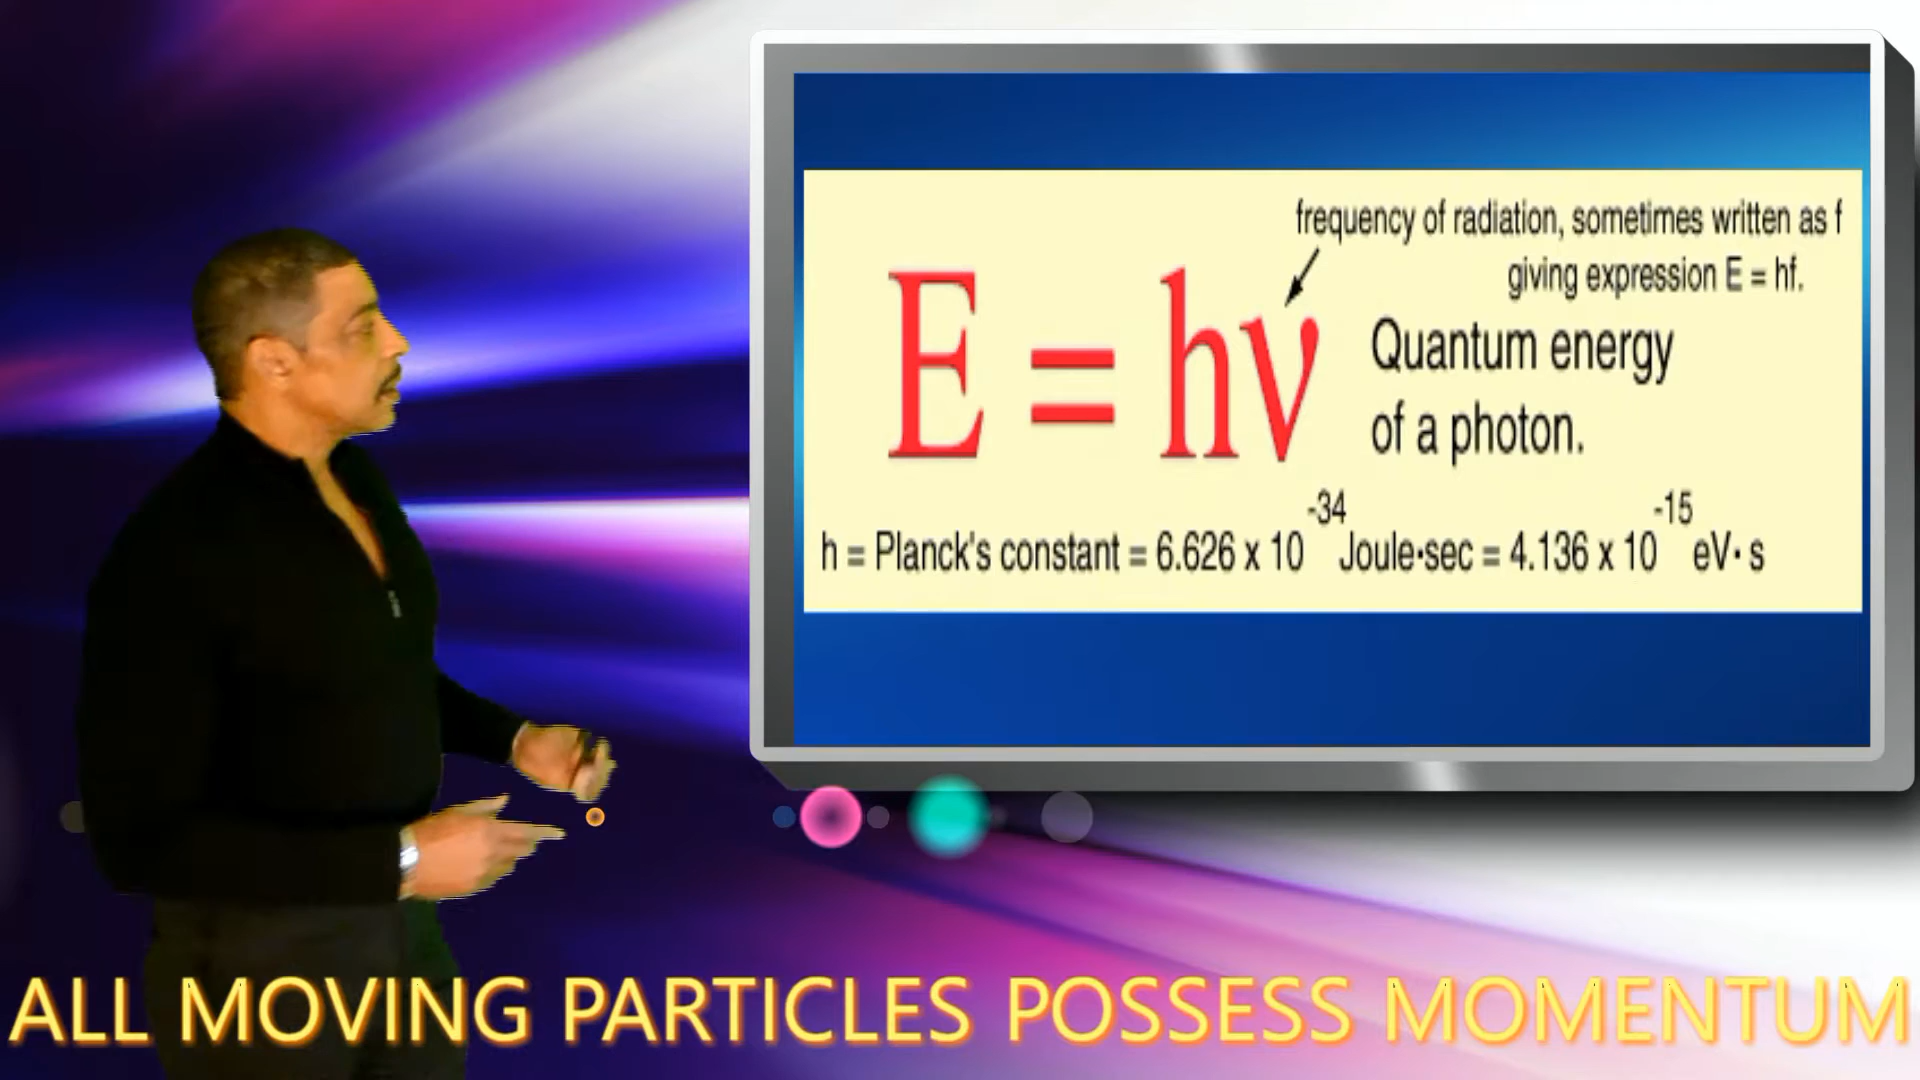 frequency of radiation, sometimes written as f
giving expression E = hf.
E = hν
Quantum energy
of a photon.
h = Planck's constant = 6.626 x 10⁻³⁴ Joule·sec = 4.136 x 10⁻¹⁵ eV· s
ALL MOVING PARTICLES POSSESS MOMENTUM